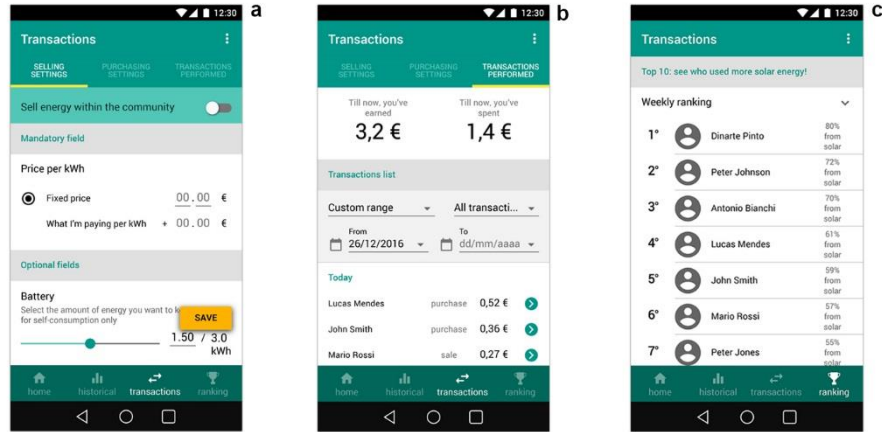 12:30 a
Transactions
SELLING SETTINGS
PURCHASING SETTINGS
TRANSACTIONS PERFORMED
Sell energy within the community
Mandatory field
Price per kWh
Fixed price 00.00 €
What I'm paying per kWh + 00.00 €
Optional fields
Battery
Select the amount of energy you want to k
for self-consumption only
SAVE
1.50 / 3.0
kWh
home historical transactions ranking
12:30 b
Transactions
SELLING SETTINGS
PURCHASING SETTINGS
TRANSACTIONS PERFORMED
Till now, you've earned
3,2 €
Till now, you've spent
1,4 €
Transactions list
Custom range All transacti...
From To
26/12/2016 dd/mm/aaaa
Today
Lucas Mendes purchase 0,52 €
John Smith purchase 0,36 €
Mario Rossi sale 0,27 €
home historical transactions ranking
12:30 c
Transactions
Top 10: see who used more solar energy!
Weekly ranking
1° Dinarte Pinto 80% from solar
2° Peter Johnson 72% from solar
3° Antonio Bianchi 70% from solar
4° Lucas Mendes 61% from solar
5° John Smith 59% from solar
6° Mario Rossi 57% from solar
7° Peter Jones 55% from solar
home historical transactions ranking